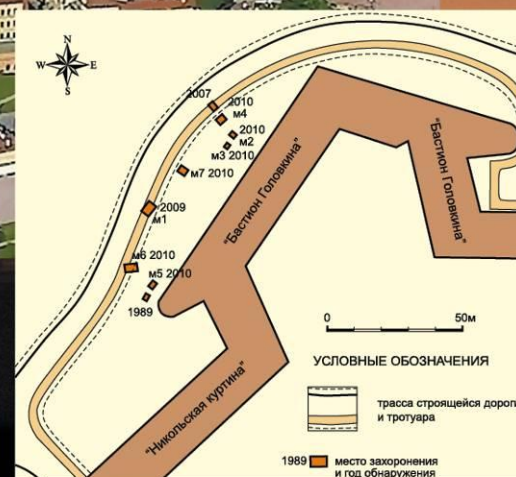 N
W E
S
2007
2010
м4
2010
м2
м3 2010
м7 2010
2009
м1
м6 2010
м5 2010
1989
"Бастион Головкина"
"Бастион Головкина"
"Никольская куртина"
0 50м
УСЛОВНЫЕ ОБОЗНАЧЕНИЯ
трасса строящейся
и тротуара
1989 место захоронения
и год обнаружения